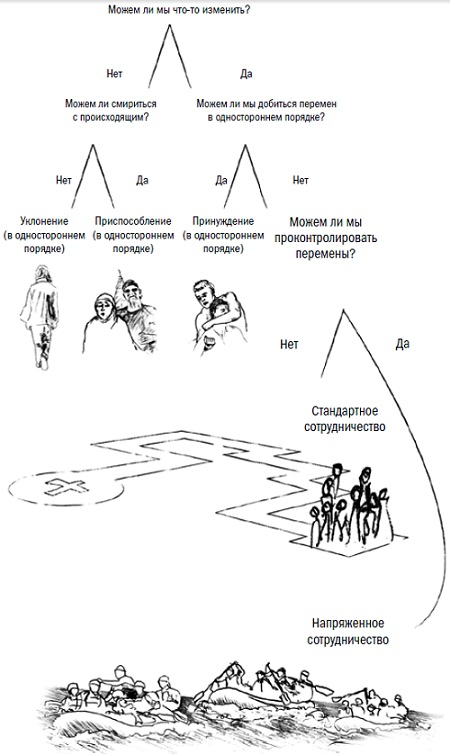 Можем ли мы что-то изменить?
Нет
Да
Можем ли смириться
с происходящим?
Можем ли мы добиться перемен
в одностороннем порядке?
Нет
Да
Да
Нет
Уклонение
(в одностороннем
порядке)
Приспособление
(в одностороннем
порядке)
Принуждение
(в одностороннем
порядке)
Можем ли мы
проконтролировать
перемены?
Нет
Да
Стандартное
сотрудничество
Напряженное
сотрудничество